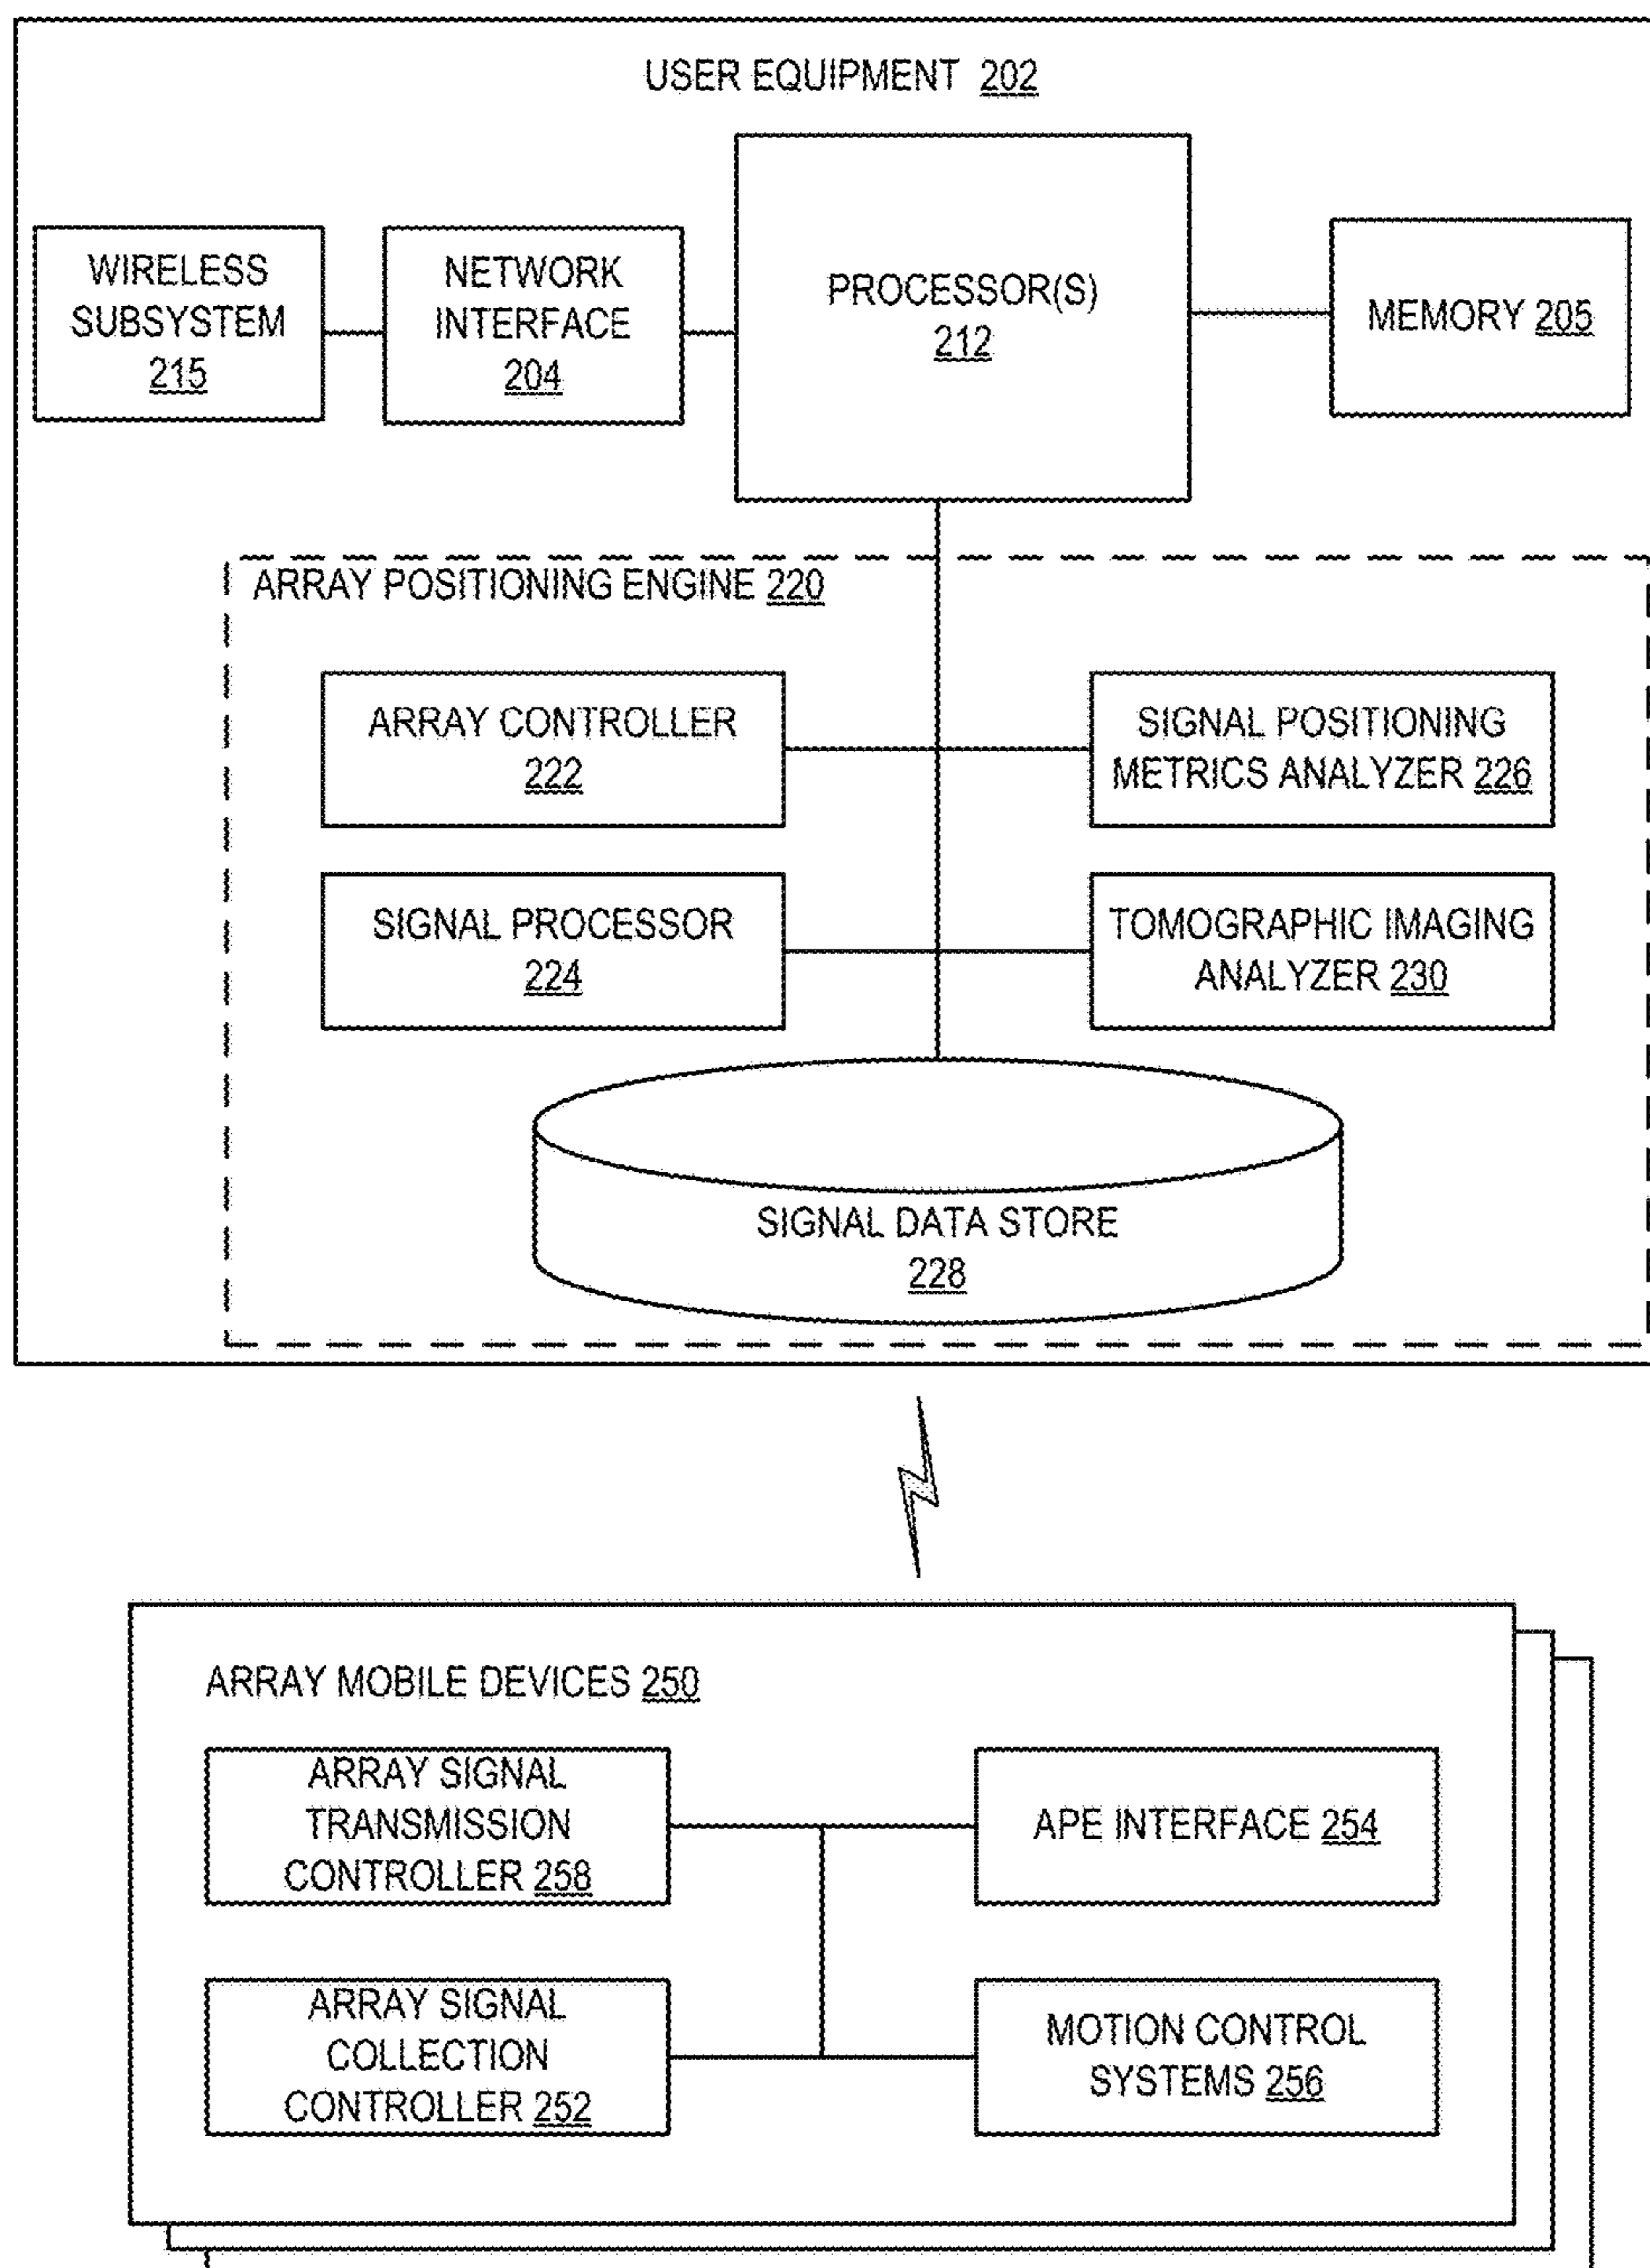 USER EQUIPMENT 202
WIRELESS
SUBSYSTEM
215
NETWORK
INTERFACE
204
PROCESSOR(S)
212
MEMORY 205
ARRAY POSITIONING ENGINE 220
ARRAY CONTROLLER
222
SIGNAL POSITIONING
METRICS ANALYZER 226
SIGNAL PROCESSOR
224
TOMOGRAPHIC IMAGING
ANALYZER 230
SIGNAL DATA STORE
228
ARRAY MOBILE DEVICES 250
ARRAY SIGNAL
TRANSMISSION
CONTROLLER 258
APE INTERFACE 254
ARRAY SIGNAL
COLLECTION
CONTROLLER 252
MOTION CONTROL
SYSTEMS 256